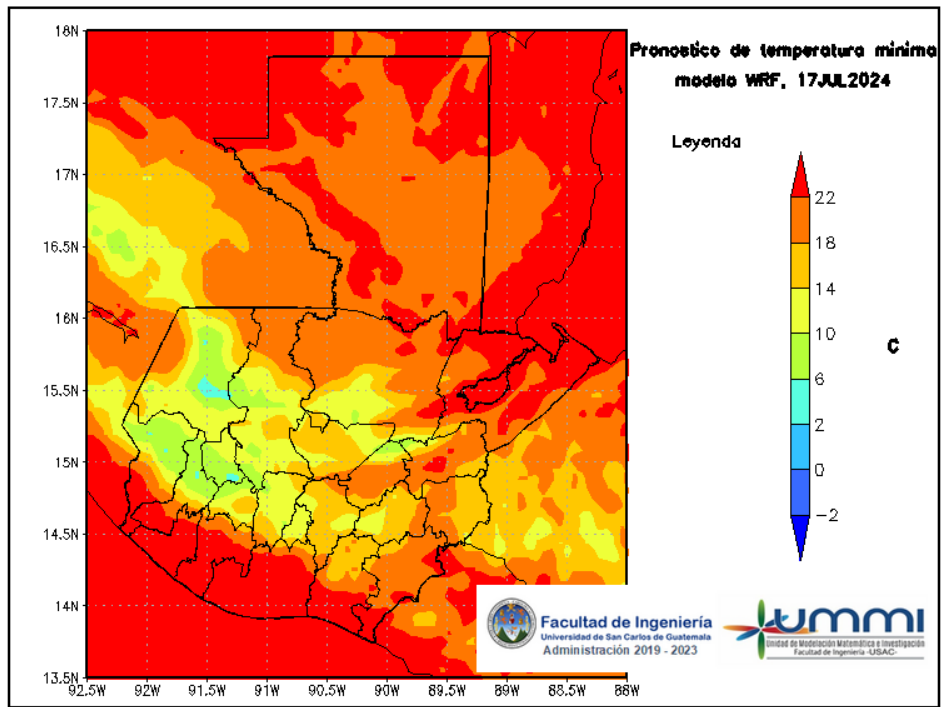 Pronostico de temperatura minima
modelo WRF, 17JUL2024
Leyenda
22
18
14
10
6
2
0
−2
C
18N
17.5N
17N
16.5N
16N
15.5N
15N
14.5N
14N
13.5N
92.5W 92W 91.5W 91W 90.5W 90W 89.5W 89W 88.5W 88W
Facultad de Ingeniería
Universidad de San Carlos de Guatemala
Administración 2019 - 2023
UMMI
Unidad de Modelación Matemática e Investigación
Facultad de Ingeniería -USAC-